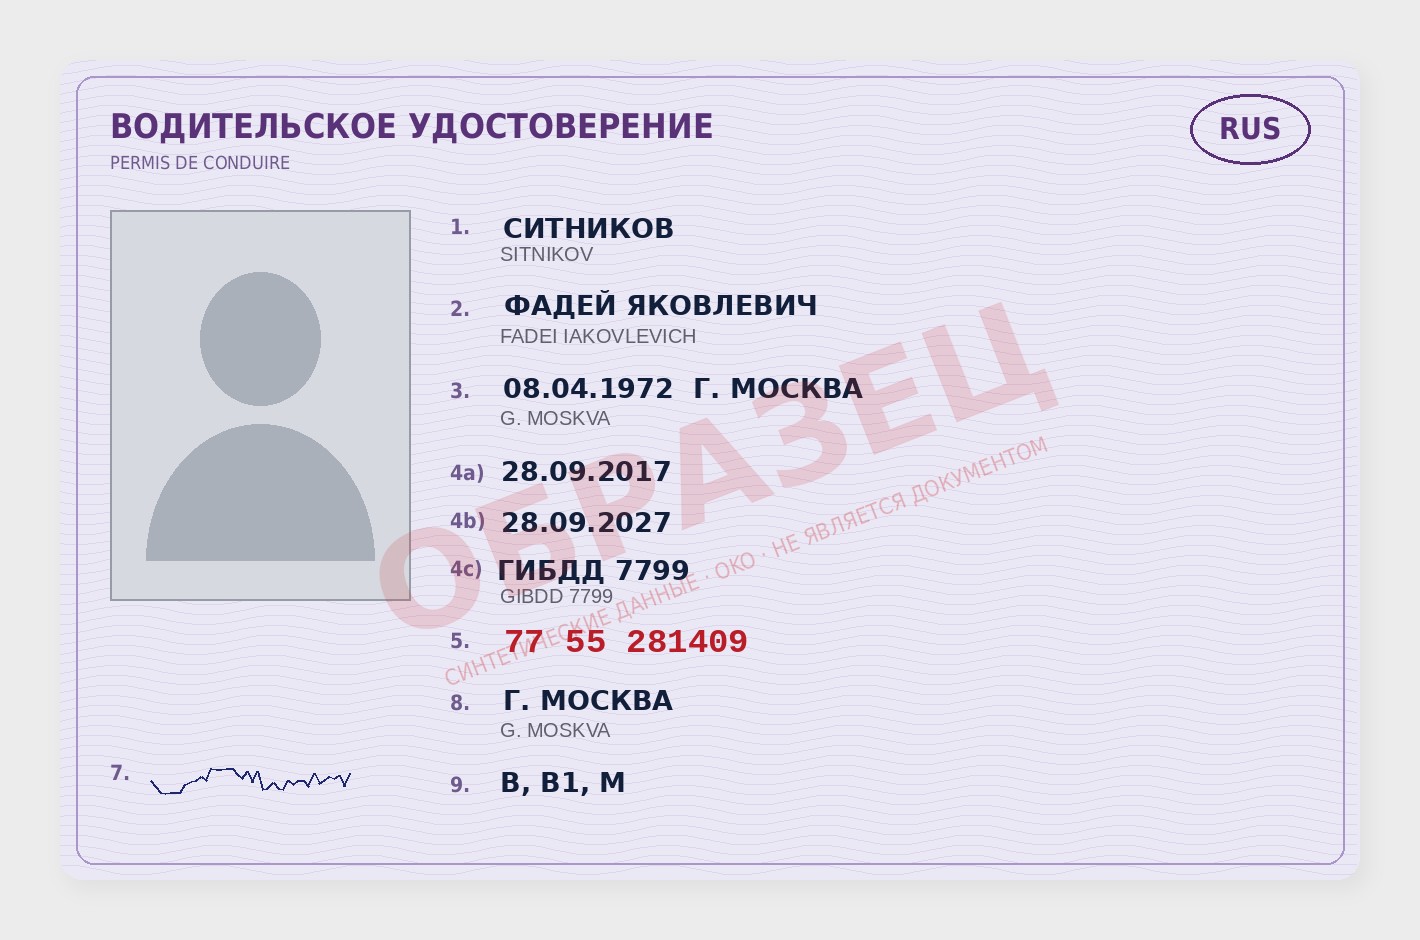 ВОДИТЕЛЬСКОЕ УДОСТОВЕРЕНИЕ
PERMIS DE CONDUIRE
RUS
1. СИТНИКОВ
SITNIKOV
2. ФАДЕЙ ЯКОВЛЕВИЧ
FADEI IAKOVLEVICH
3. 08.04.1972 Г. МОСКВА
G. MOSKVA
4a) 28.09.2017
4b) 28.09.2027
4c) ГИБДД 7799
GIBDD 7799
5. 77 55 281409
8. Г. МОСКВА
G. MOSKVA
7.
9. B, B1, M
ОБРАЗЕЦ
СИНТЕТИЧЕСКИЕ ДАННЫЕ · ОКО · НЕ ЯВЛЯЕТСЯ ДОКУМЕНТОМ